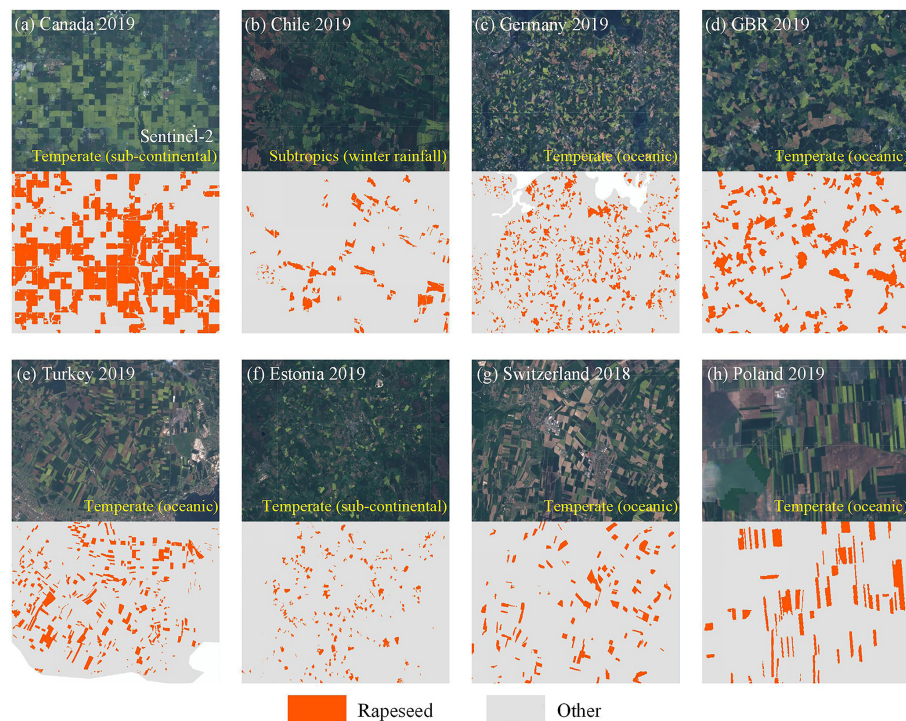 (a) Canada 2019
Sentinel-2
Temperate (sub-continental)
(b) Chile 2019
Subtropics (winter rainfall)
(c) Germany 2019
Temperate (oceanic)
(d) GBR 2019
Temperate (oceanic
(e) Turkey 2019
Temperate (oceanic)
(f) Estonia 2019
Temperate (sub-continental)
(g) Switzerland 2018
Temperate (oceanic)
(h) Poland 2019
Temperate (oceanic)
Rapeseed
Other